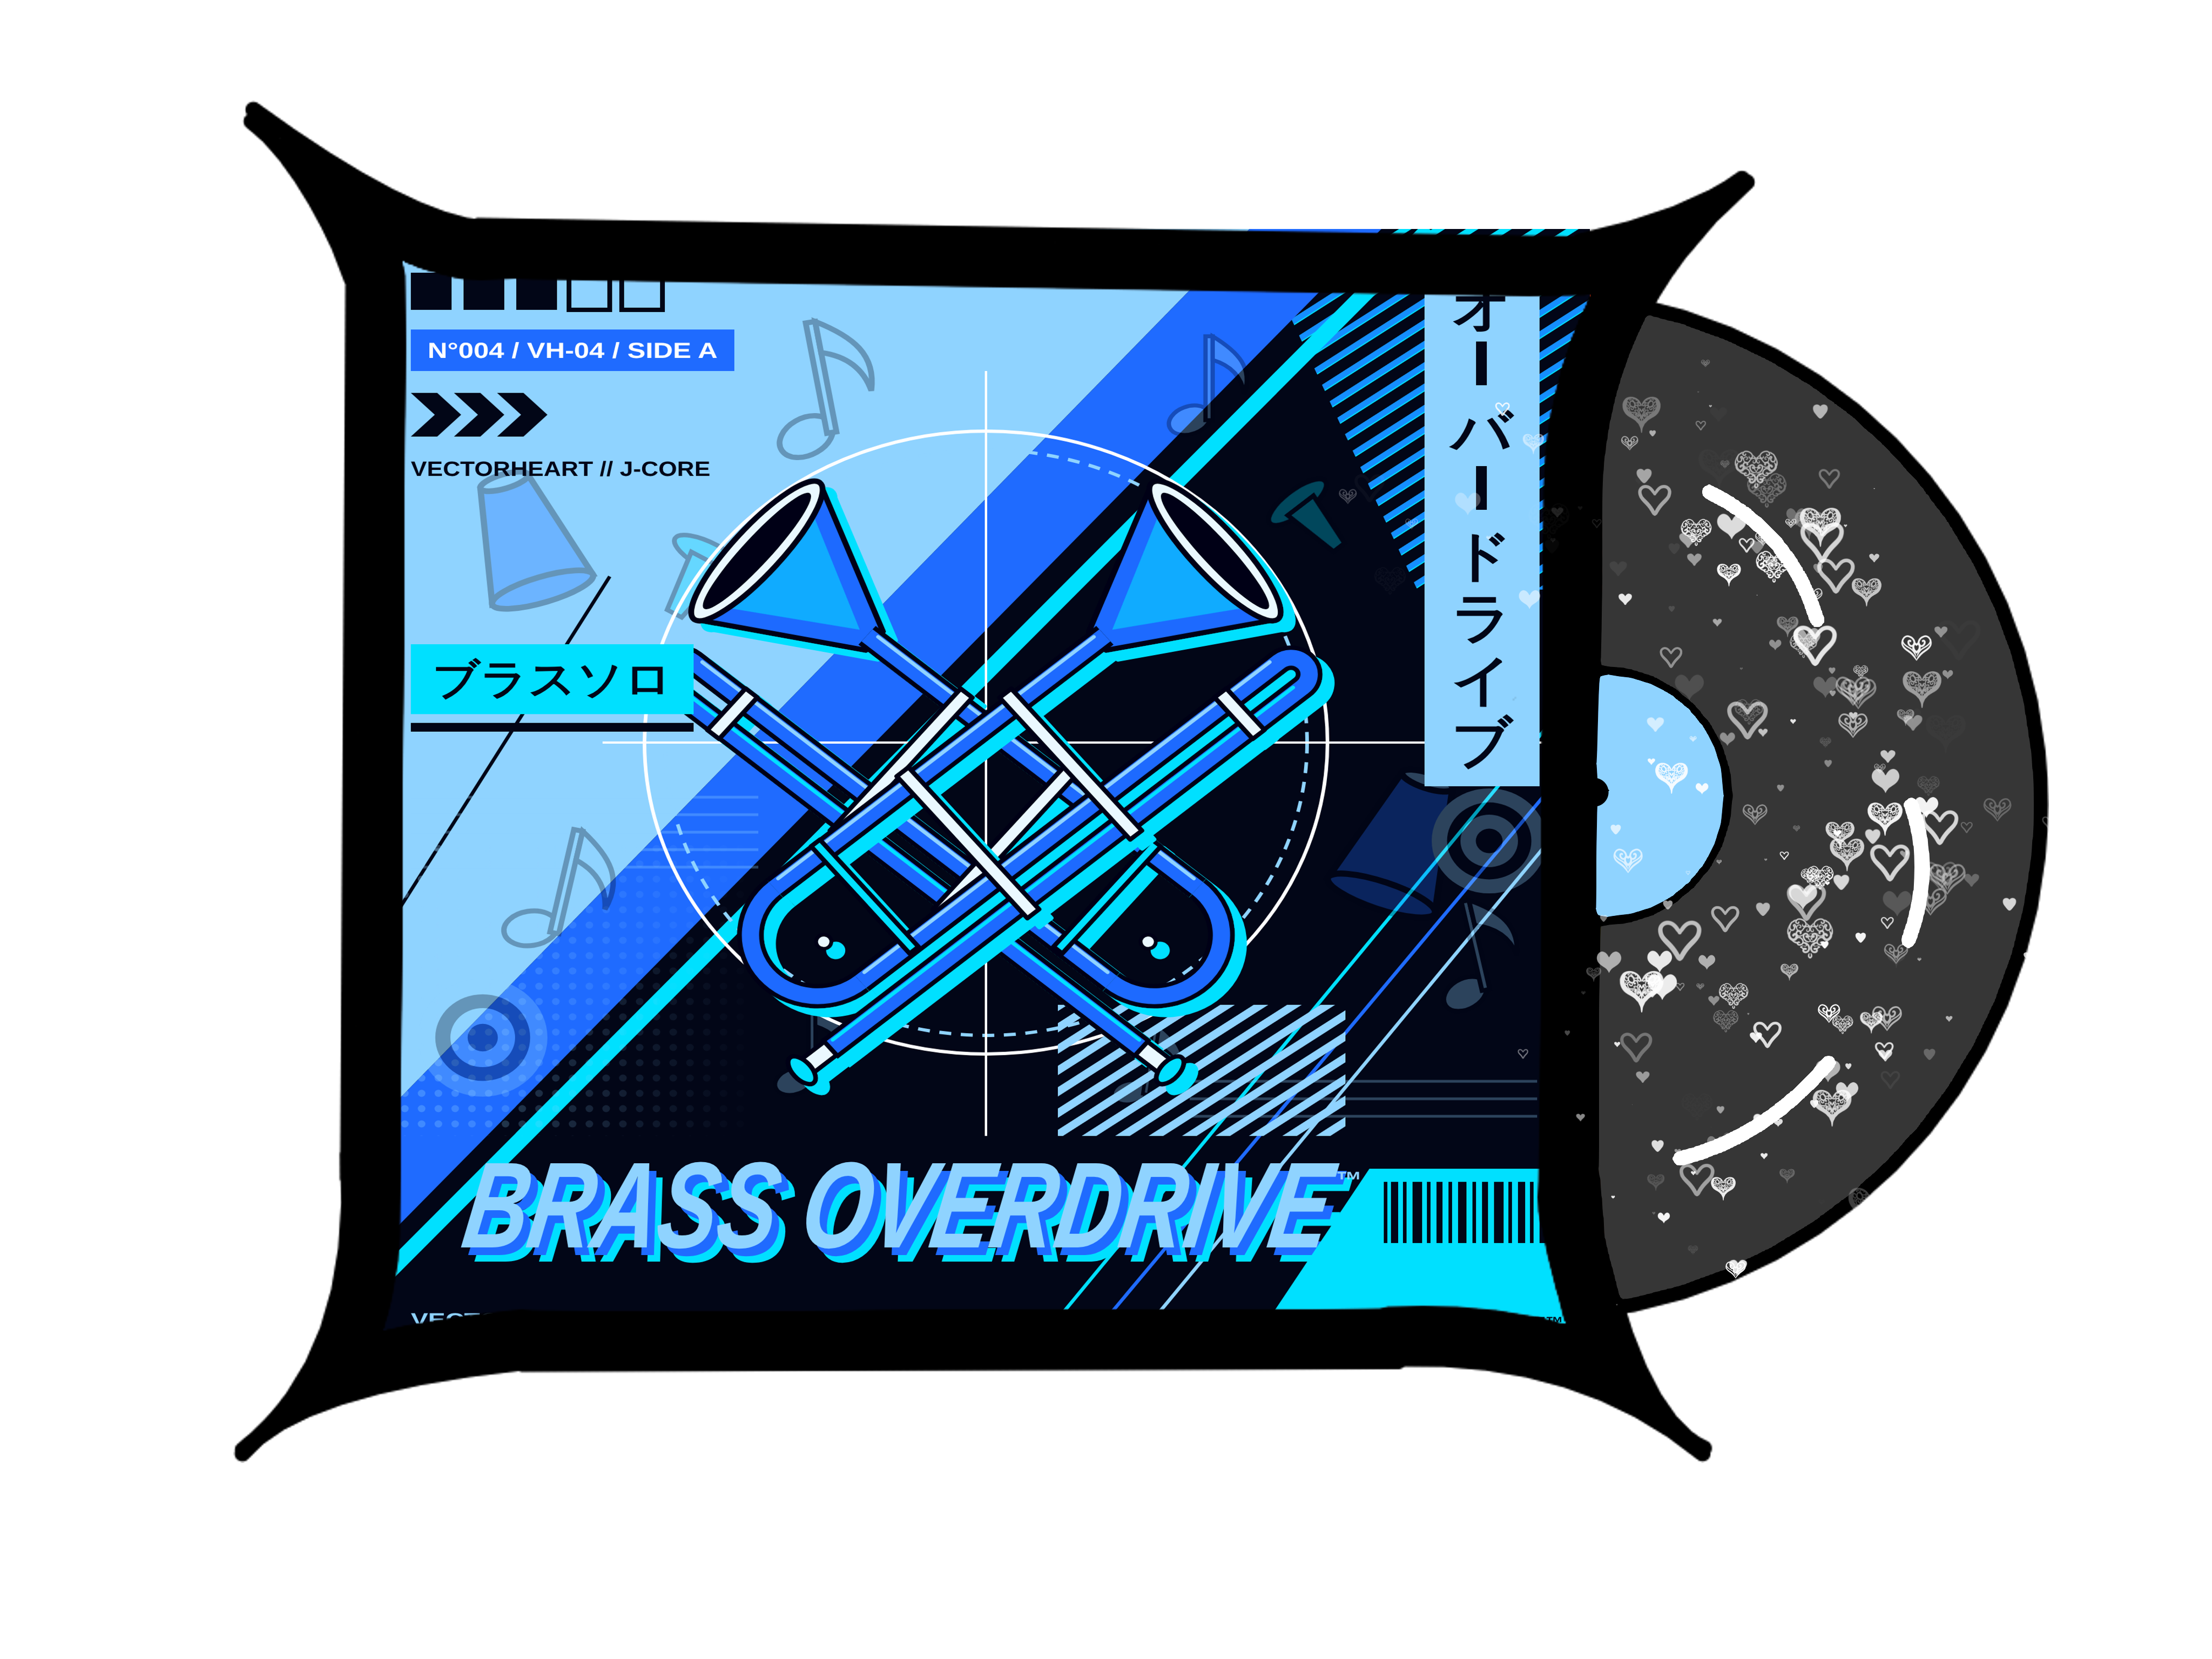 N°004 / VH-04 / SIDE A
VECTORHEART // J-CORE
オーバードライブ
ブラスソロ
BRASS OVERDRIVE™